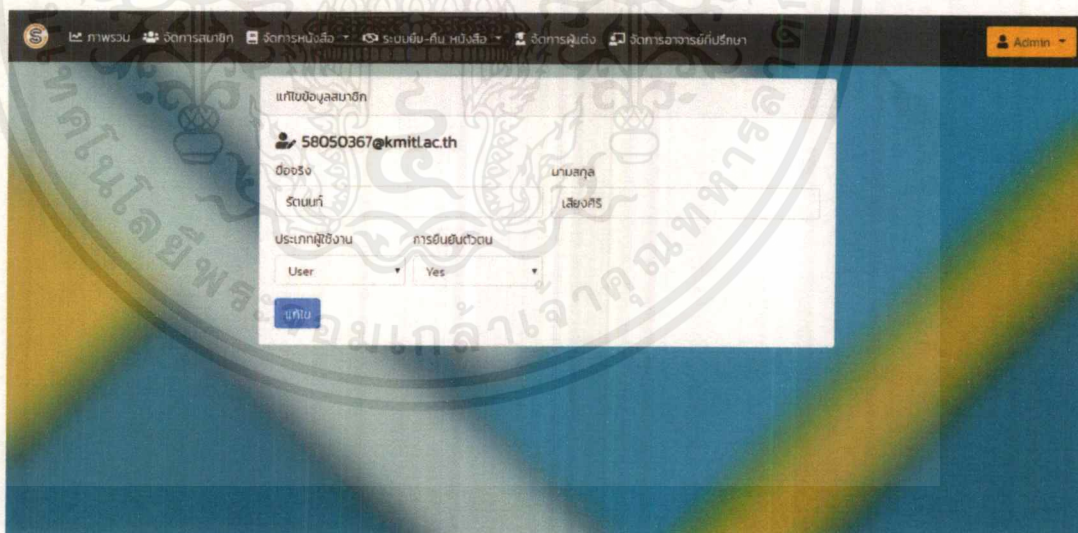 ภาพรวม จัดการสมาชิก จัดการหนังสือ ระบบยืม-คืน หนังสือ จัดการผู้แต่ง จัดการอาจารย์ที่ปรึกษา Admin
แก้ไขข้อมูลสมาชิก
58050367@kmitl.ac.th
ชื่อจริง นามสกุล
รัตนนท์ เสียงศิริ
ประเภทผู้ใช้งาน การยืนยันตัวตน
User Yes
แก้ไข